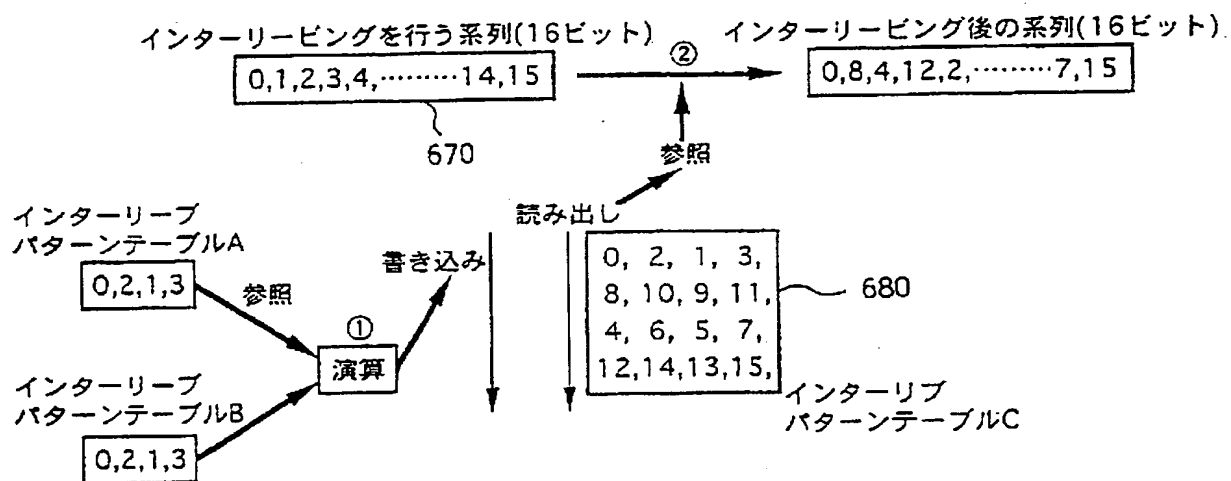 インターリービングを行う系列(16ビット)
②
インターリービング後の系列(16ビット)
0,1,2,3,4,………14,15
0,8,4,12,2,………7,15
670
参照
インターリーブ
パターンテーブルA
0,2,1,3
参照
読み出し
書き込み
①
演算
0, 2, 1, 3,
8, 10, 9, 11,
4, 6, 5, 7,
12,14,13,15,
680
インターリーブ
パターンテーブルB
0,2,1,3
インターリブ
パターンテーブルC